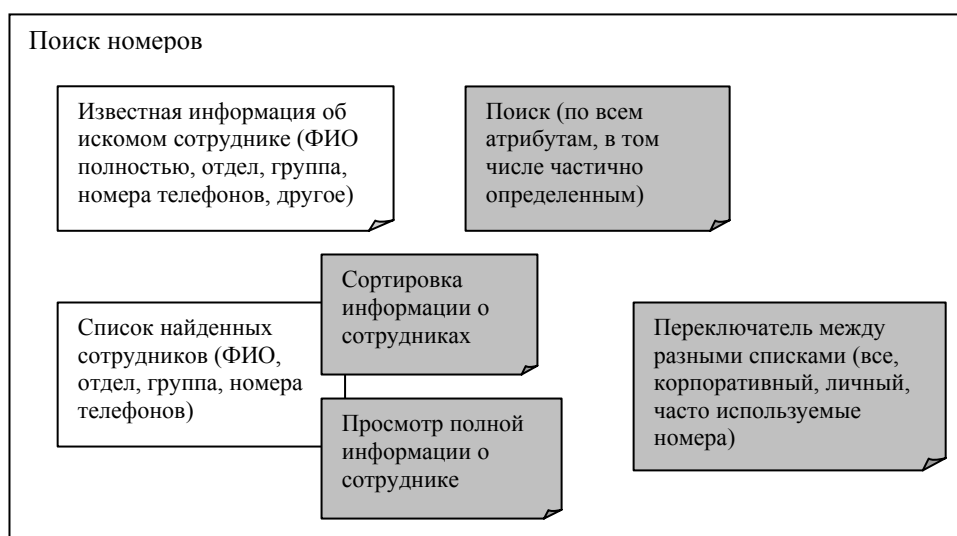 Поиск номеров
Известная информация об
искомом сотруднике (ФИО
полностью, отдел, группа,
номера телефонов, другое)
Поиск (по всем
атрибутам, в том
числе частично
определенным)
Сортировка
информации о
сотрудниках
Список найденных
сотрудников (ФИО,
отдел, группа, номера
телефонов)
Просмотр полной
информации о
сотруднике
Переключатель между
разными списками (все,
корпоративный, личный,
часто используемые
номера)